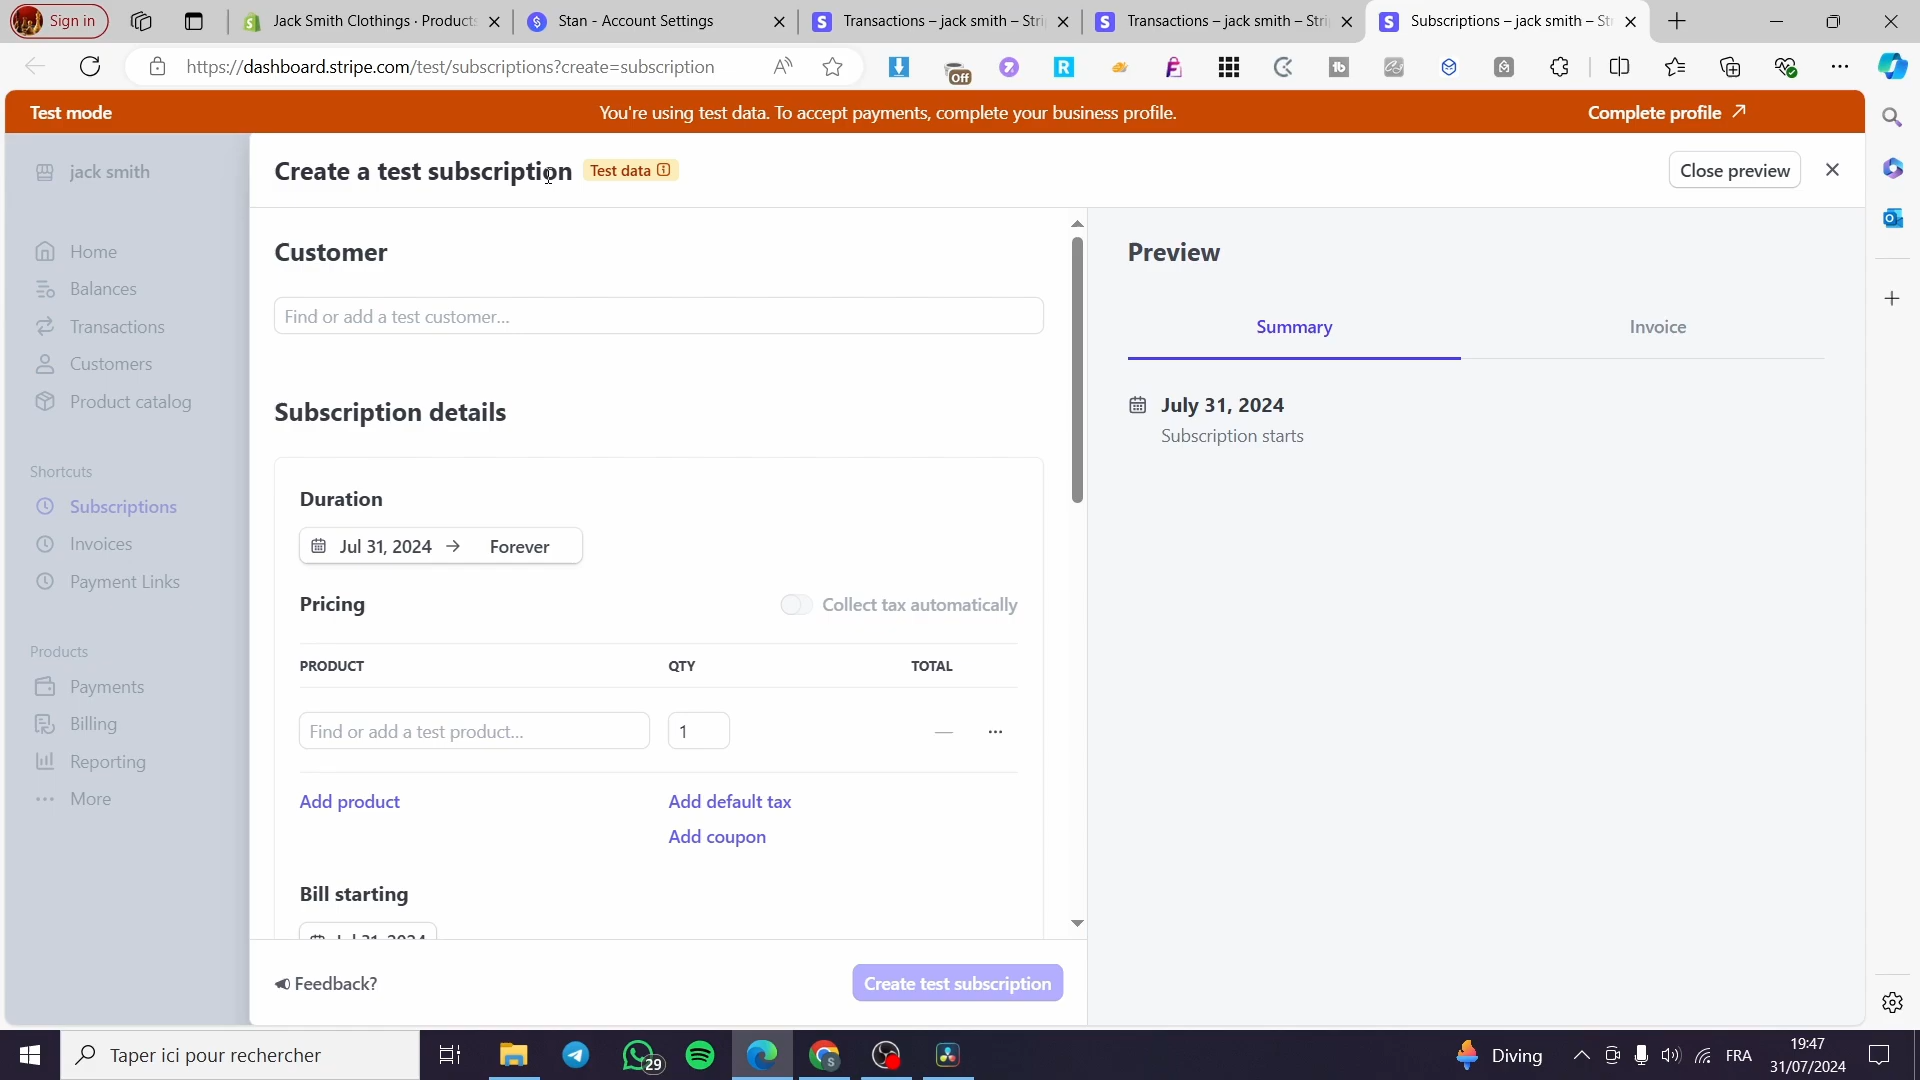 Sign in
Jack Smith Clothings · Products
Stan - Account Settings
Transactions – jack smith – Stri
Transactions – jack smith – Stri
Subscriptions – jack smith – St
https://dashboard.stripe.com/test/subscriptions?create=subscription
Off
Test mode
You're using test data. To accept payments, complete your business profile.
Complete profile
jack smith
Create a test subscription
Test data
Close preview
Home
Balances
Transactions
Customers
Product catalog
Shortcuts
Subscriptions
Invoices
Payment Links
Products
Payments
Billing
Reporting
More
Customer
Find or add a test customer...
Subscription details
Duration
Jul 31, 2024 → Forever
Pricing
Collect tax automatically
PRODUCT QTY TOTAL
Find or add a test product...
1
—
Add product
Add default tax
Add coupon
Bill starting
Jul 31, 2024
Feedback?
Create test subscription
Preview
Summary
Invoice
July 31, 2024
Subscription starts
Taper ici pour rechercher
29
Diving
FRA
19:47
31/07/2024